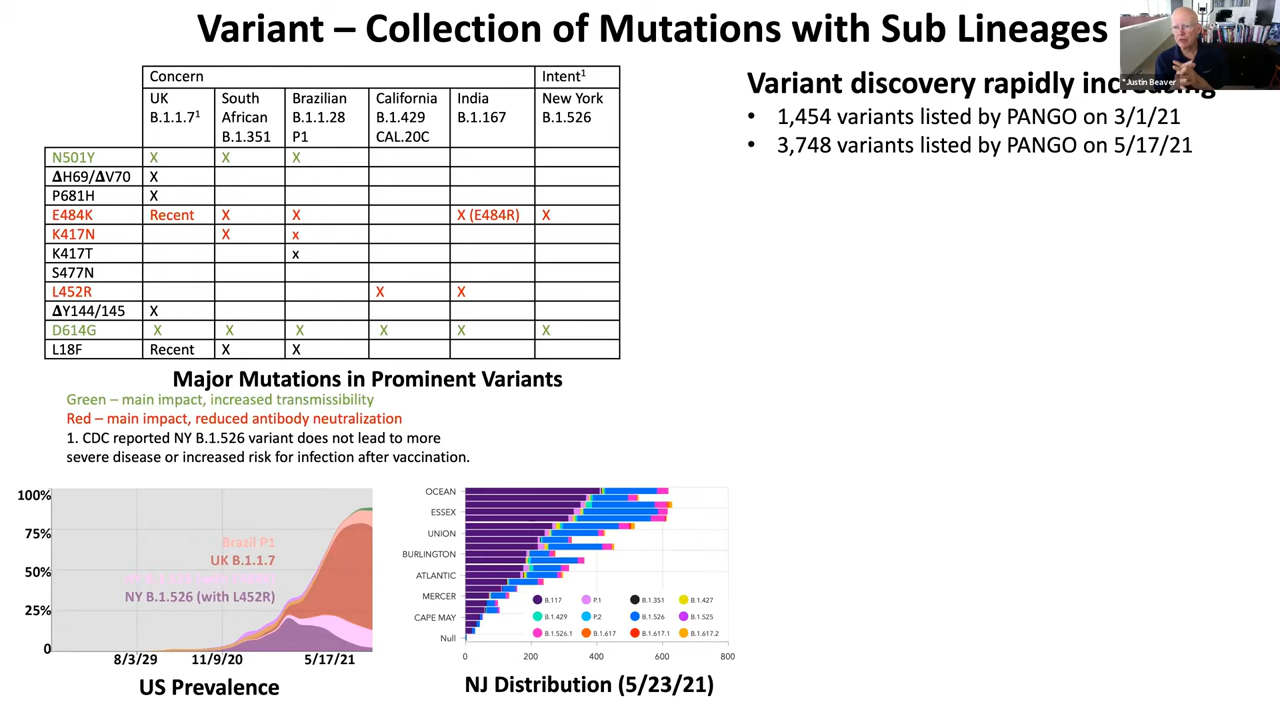 Variant – Collection of Mutations with Sub Lineages
*Justin Beaver
Concern Intent1
UK B.1.1.7¹ South African B.1.351 Brazilian B.1.1.28 P1 California B.1.429 CAL.20C India B.1.167 New York B.1.526
N501Y X X X
ΔH69/ΔV70 X
P681H X
E484K Recent X X X (E484R) X
K417N X x
K417T x
S477N
L452R X X
ΔY144/145 X
D614G X X X X X X
L18F Recent X X
Major Mutations in Prominent Variants
Green – main impact, increased transmissibility
Red – main impact, reduced antibody neutralization
1. CDC reported NY B.1.526 variant does not lead to more
severe disease or increased risk for infection after vaccination.
Variant discovery rapidly increasing
• 1,454 variants listed by PANGO on 3/1/21
• 3,748 variants listed by PANGO on 5/17/21
100%
75%
50%
25%
0
Brazil P1
UK B.1.1.7
NY B.1.526 (with L452R)
8/3/29 11/9/20 5/17/21
US Prevalence
OCEAN
ESSEX
UNION
BURLINGTON
ATLANTIC
MERCER
CAPE MAY
Null
B.117 P.1 B.1.351 B.1.427
B.1.429 P.2 B.1.526 B.1.525
B.1.526.1 B.1.617 B.1.617.1 B.1.617.2
0 200 400 600 800
NJ Distribution (5/23/21)